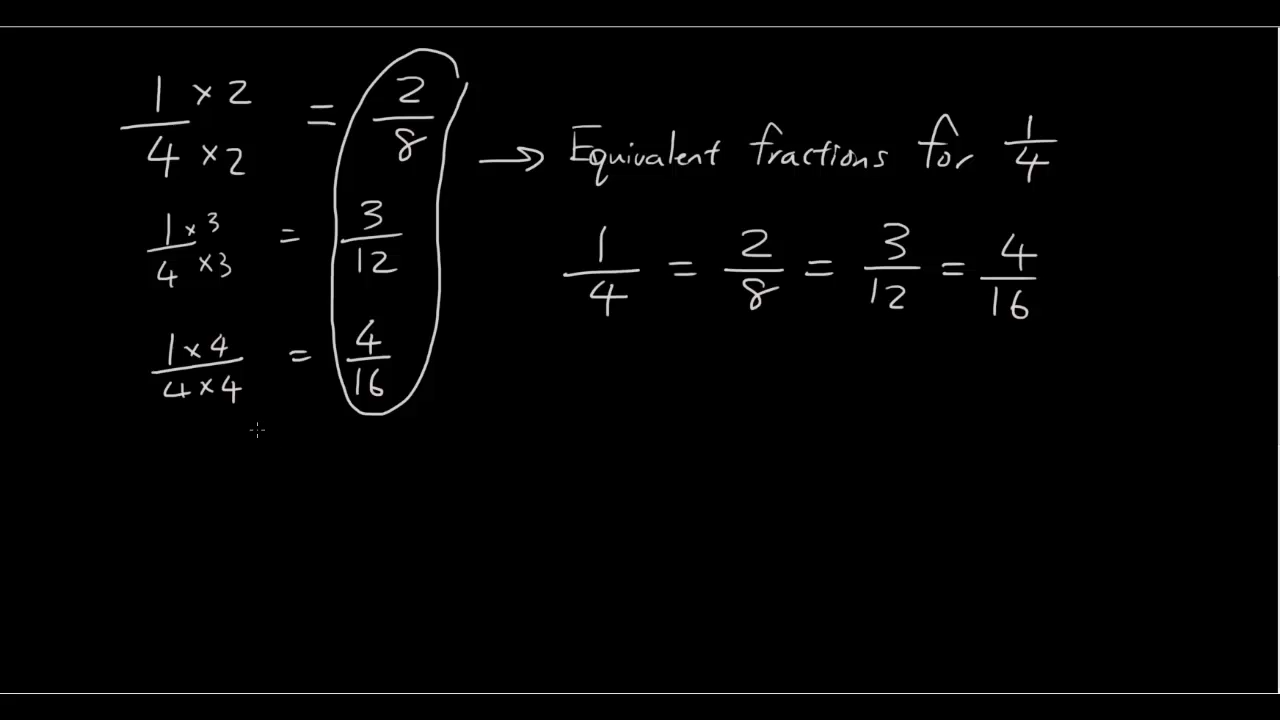 1 × 2 / 4 × 2 = 2/8
→ Equivalent fractions for 1/4
1 × 3 / 4 × 3 = 3/12
1/4 = 2/8 = 3/12 = 4/16
1 × 4 / 4 × 4 = 4/16